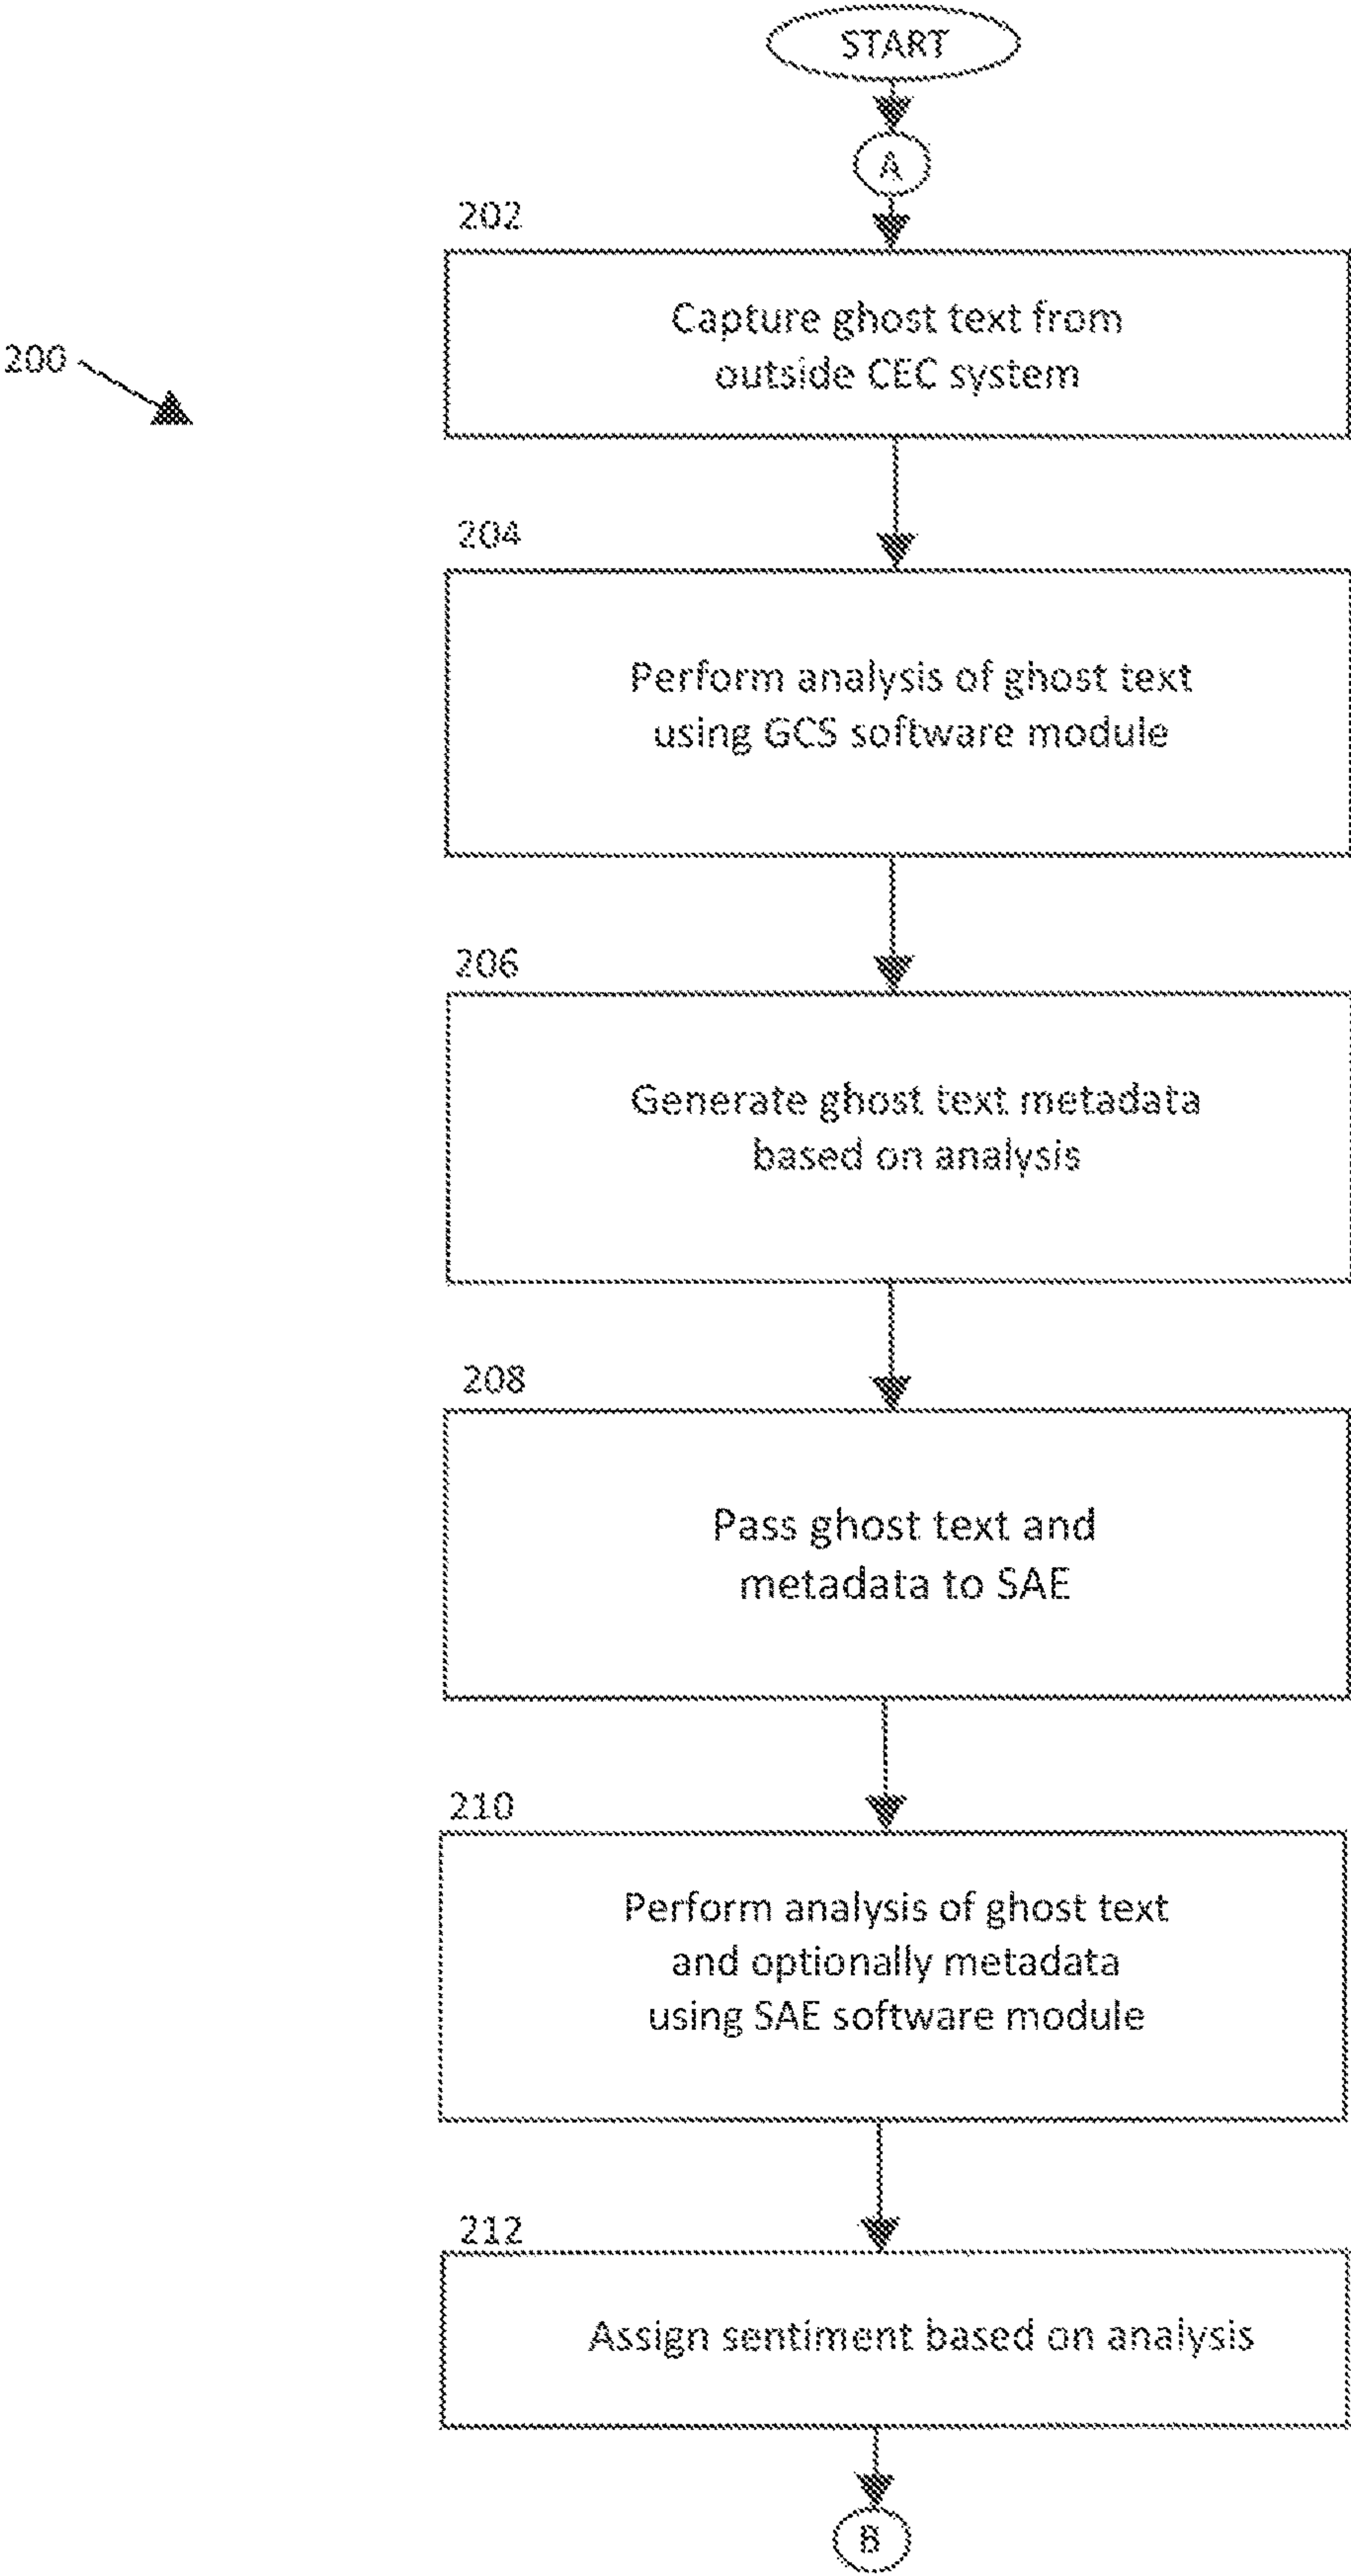 START
A
202
Capture ghost text from
outside CEC system
200
204
Perform analysis of ghost text
using GCS software module
206
Generate ghost text metadata
based on analysis
208
Pass ghost text and
metadata to SAE
210
Perform analysis of ghost text
and optionally metadata
using SAE software module
212
Assign sentiment based on analysis
B